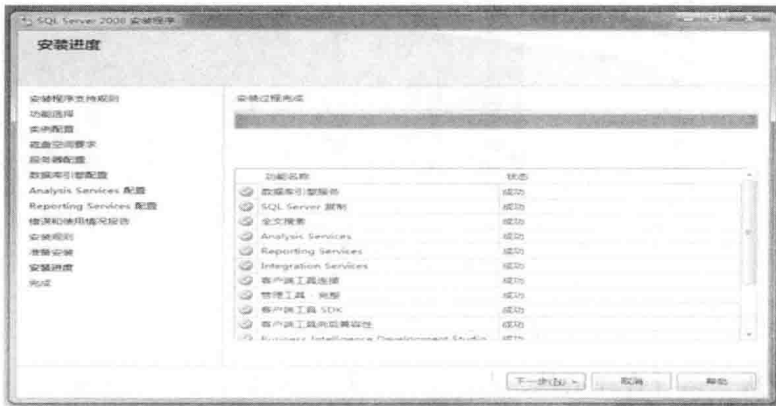 SQL Server 2008 安装程序
安装进度
安装程序支持规则
功能选择
实例配置
磁盘空间要求
服务器配置
数据库引擎配置
Analysis Services 配置
Reporting Services 配置
错误和使用情况报告
安装规则
准备安装
安装进度
完成
安装过程完成
功能名称 状态
数据库引擎服务 成功
SQL Server 复制 成功
全文搜索 成功
Analysis Services 成功
Reporting Services 成功
Integration Services 成功
客户端工具连接 成功
管理工具 - 完整 成功
客户端工具 SDK 成功
客户端工具向后兼容性 成功
Business Intelligence Development Studio 成功
下一步(N) >
取消
帮助